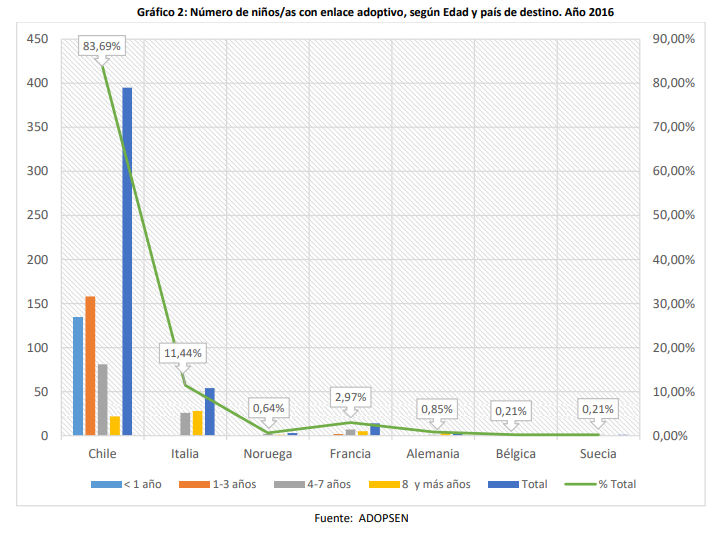 Gráfico 2: Número de niños/as con enlace adoptivo, según Edad y país de destino. Año 2016
450 90,00%
83,69%
400 80,00%
350 70,00%
300 60,00%
250 50,00%
200 40,00%
150 30,00%
100 20,00%
11,44%
50 10,00%
0,64% 2,97% 0,85% 0,21% 0,21%
0 0,00%
Chile Italia Noruega Francia Alemania Bélgica Suecia
< 1 año 1-3 años 4-7 años 8 y más años Total % Total
Fuente: ADOPSEN